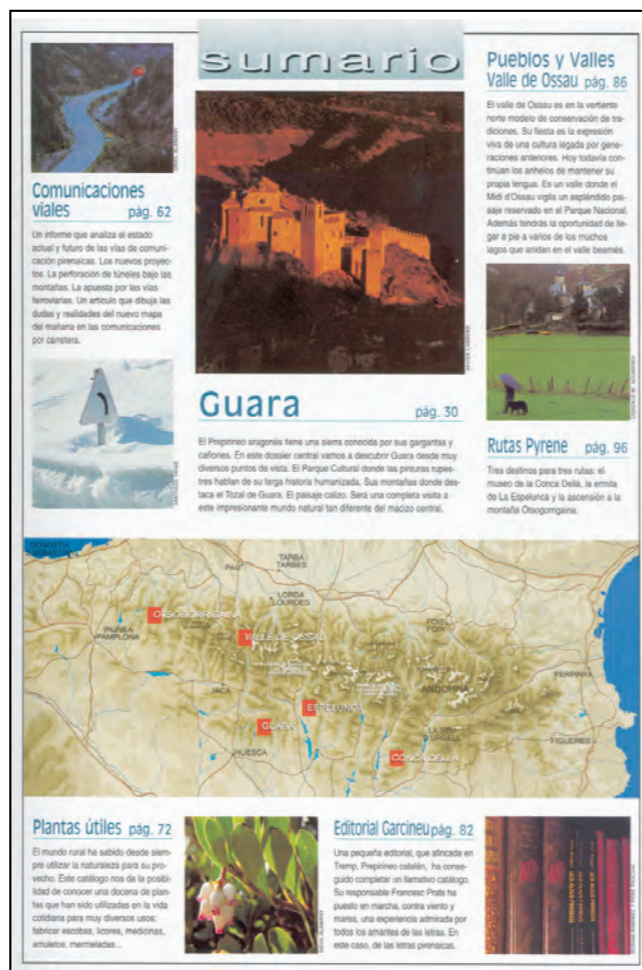 sumario
Comunicaciones
viales pág. 62
Un informe que analiza el estado
actual y futuro de las vías de comuni-
cación pirenaicas. Los nuevos proyec-
tos. La perforación de túneles bajo las
montañas. La apuesta por las vías
ferroviarias. Un artículo que dibuja las
dudas y realidades del nuevo mapa
del mañana en las comunicaciones
por carretera.
JAVIER CABRERO
Guara pág. 30
El Prepirineo aragonés tiene una sierra conocida por sus gargantas y
cañones. En este dossier central vamos a descubrir Guara desde muy
diversos puntos de vista. El Parque Cultural donde las pinturas rupes-
tres hablan de su larga historia humanizada. Sus montañas donde des-
taca el Tozal de Guara. El paisaje calizo. Será una completa visita a
este impresionante mundo natural tan diferente del macizo central.
Pueblos y Valles
Valle de Ossau pág. 86
El valle de Ossau es en la vertiente
norte modelo de conservación de tra-
diciones. Su fiesta es la expresión
viva de una cultura legada por gene-
raciones anteriores. Hoy todavía con-
tinúan los anhelos de mantener su
propia lengua. Es un valle donde el
Midi d'Ossau vigila un espléndido pai-
saje reservado en el Parque Nacional.
Además tendrás la oportunidad de lle-
gar a pie a varios de los muchos
lagos que anidan en el valle bearnés.
Rutas Pyrene pág. 96
Tres destinos para tres rutas: el
museo de la Conca Dellà, la ermita
de La Espelunca y la ascensión a la
montaña Otsogorrigaina.
DONOSTIA
PAU
TARBA
TARBES
LORDA
LOURDES
OTSOGORRIGAINA
IRUNEA
PAMPLONA
VALLE DE OSSAU
FOIX
ANDORRA
PERPINYA
JACA
ESPELUNCA
GUARA
LA SEU
D'URGELL
FIGUERES
HUESCA
CONCA DELLA
Plantas útiles pág. 72
El mundo rural ha sabido desde siem-
pre utilizar la naturaleza para su pro-
vecho. Este catálogo nos da la posibi-
lidad de conocer una docena de plan-
tas que han sido utilizadas en la vida
cotidiana para muy diversos usos:
fabricar escobas, licores, medicinas,
amuletos, mermeladas...
Editorial Garcineu pág. 82
Una pequeña editorial, que afincada en
Tremp, Prepirineo catalán, ha conse-
guido completar un llamativo catálogo.
Su responsable Francesc Prats ha
puesto en marcha, contra viento y
marea, una experiencia admirada por
todos los amantes de las letras. En
este caso, de las letras pirenaicas.